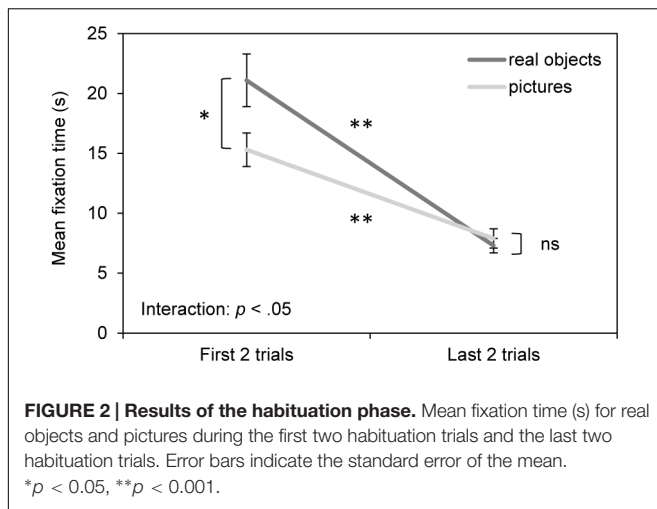 25
20
15
10
5
0
Mean fixation time (s)
real objects
pictures
*
**
**
ns
Interaction: p < .05
First 2 trials
Last 2 trials
FIGURE 2 | Results of the habituation phase. Mean fixation time (s) for real
objects and pictures during the first two habituation trials and the last two
habituation trials. Error bars indicate the standard error of the mean.
*p < 0.05, **p < 0.001.